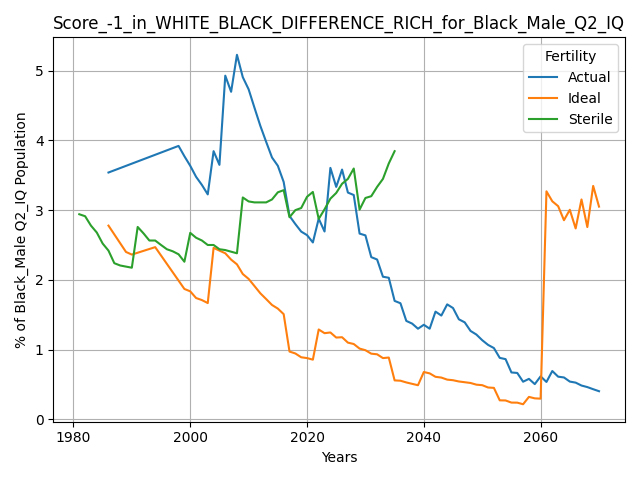 Score_-1_in_WHITE_BLACK_DIFFERENCE_RICH_for_Black_Male_Q2_IQ
Fertility
Actual
Ideal
Sterile
% of Black_Male Q2_IQ Population
5
4
3
2
1
0
1980 2000 2020 2040 2060
Years